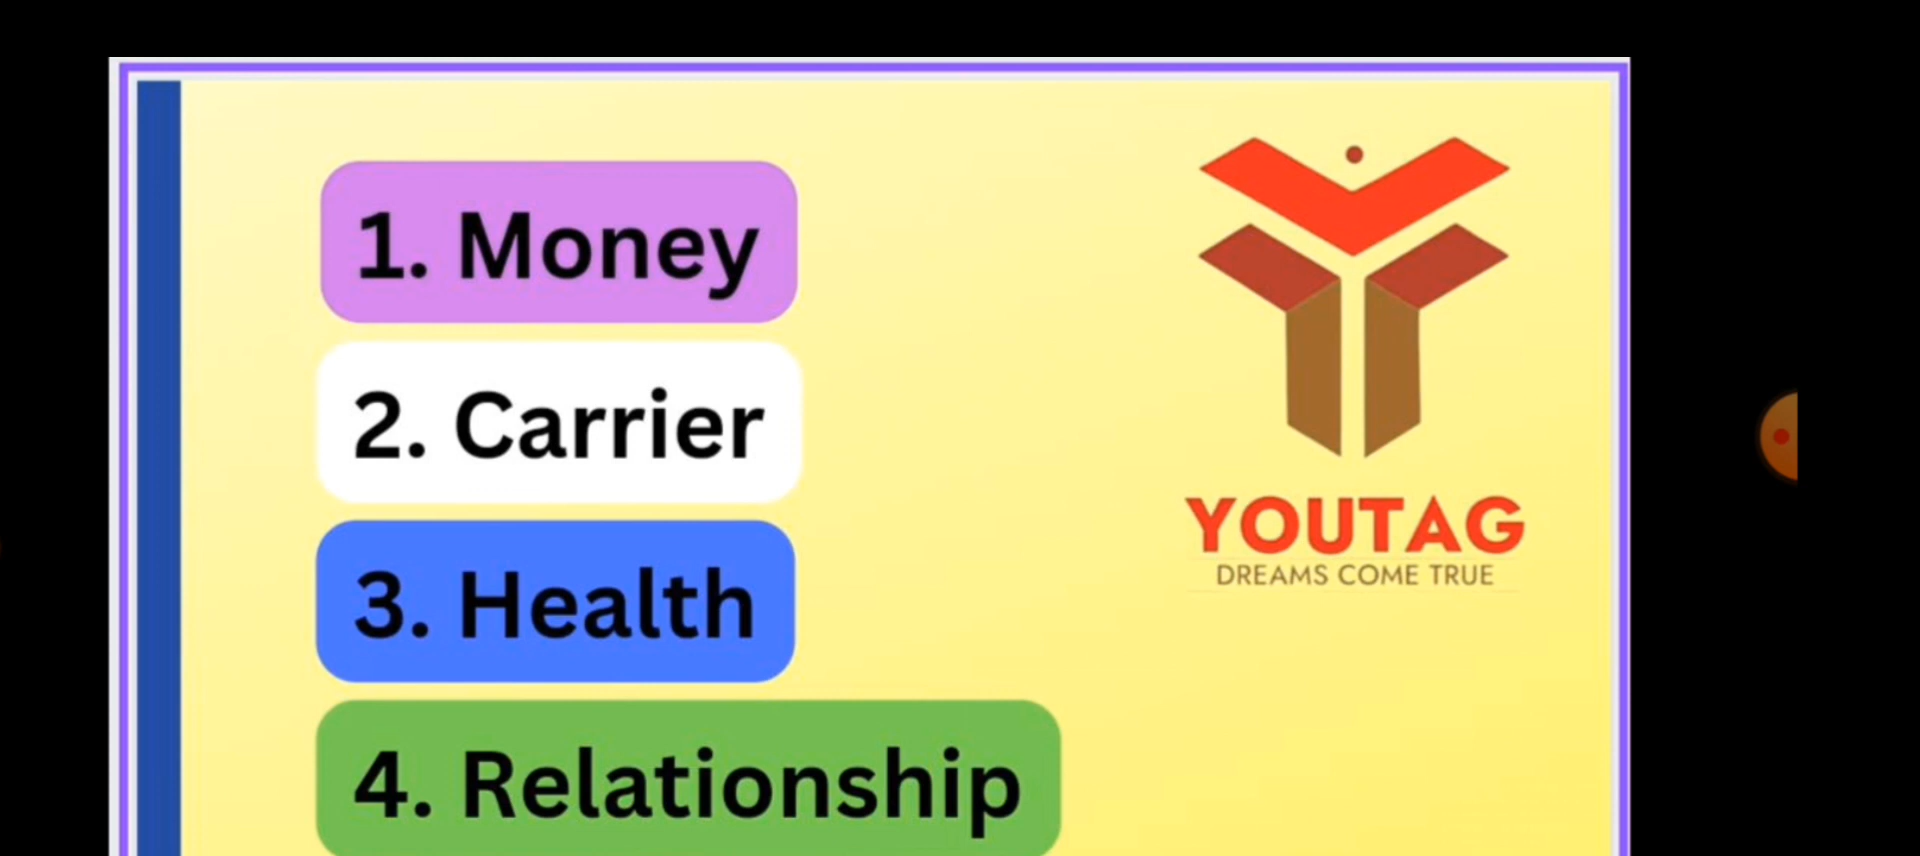 1. Money
2. Carrier
3. Health
4. Relationship
YOUTAG
DREAMS COME TRUE